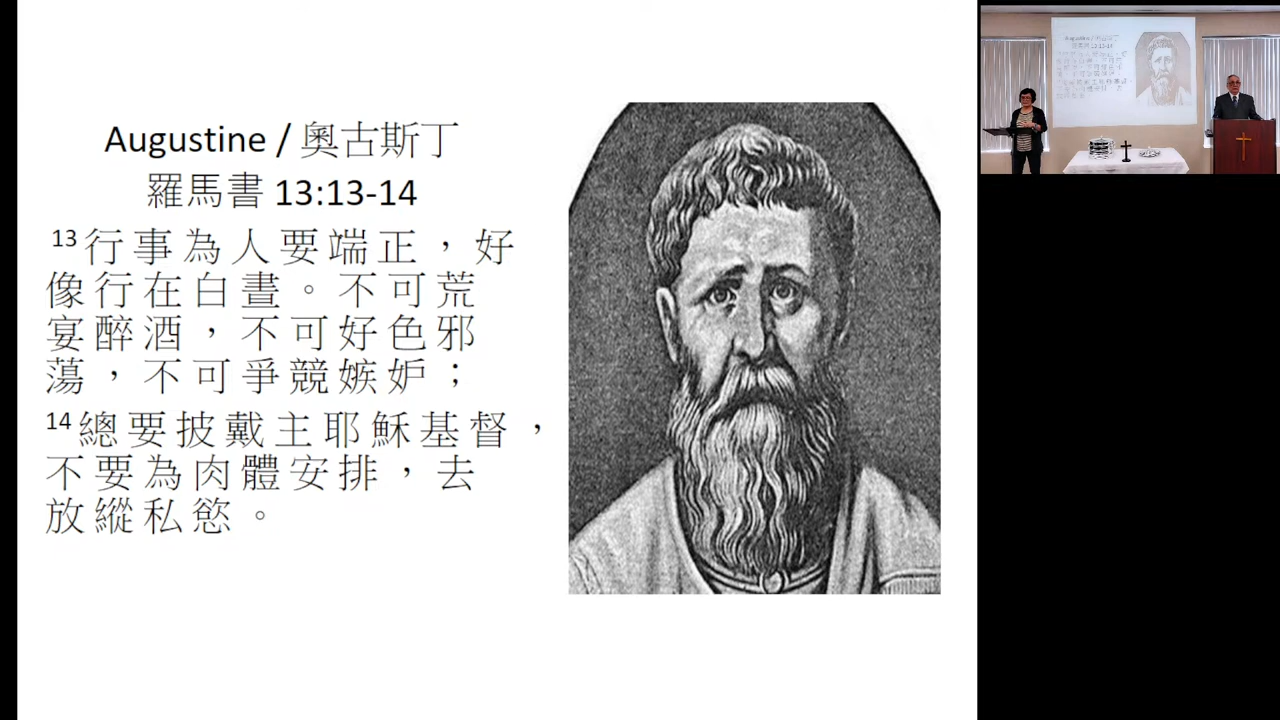 Augustine / 奧古斯丁
羅馬書 13:13-14
13行事為人要端正，好
像行在白晝。不可荒
宴醉酒，不可好色邪
蕩，不可爭競嫉妒；
14總要披戴主耶穌基督，
不要為肉體安排，去
放縱私慾。